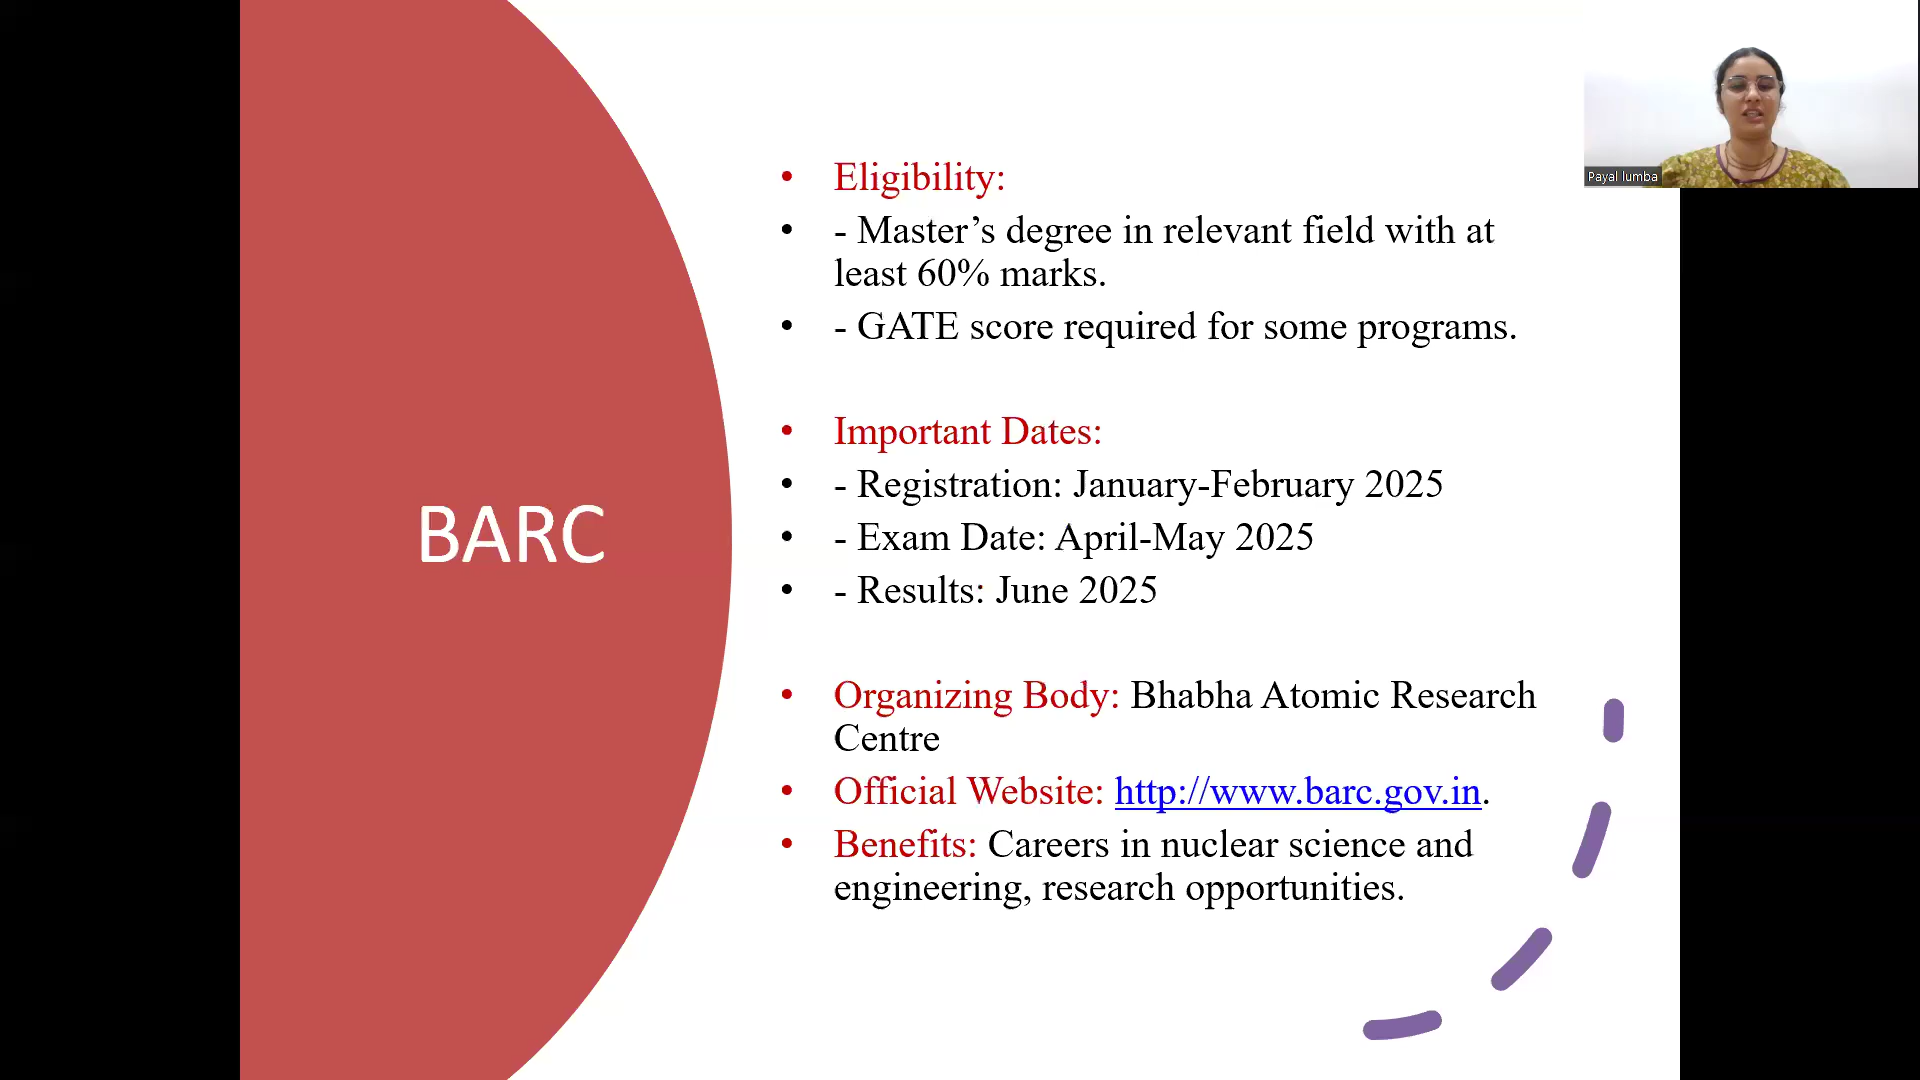 BARC
• Eligibility:
• - Master’s degree in relevant field with at
least 60% marks.
• - GATE score required for some programs.
• Important Dates:
• - Registration: January-February 2025
• - Exam Date: April-May 2025
• - Results: June 2025
• Organizing Body: Bhabha Atomic Research
Centre
• Official Website: http://www.barc.gov.in.
• Benefits: Careers in nuclear science and
engineering, research opportunities.
Payal lumba